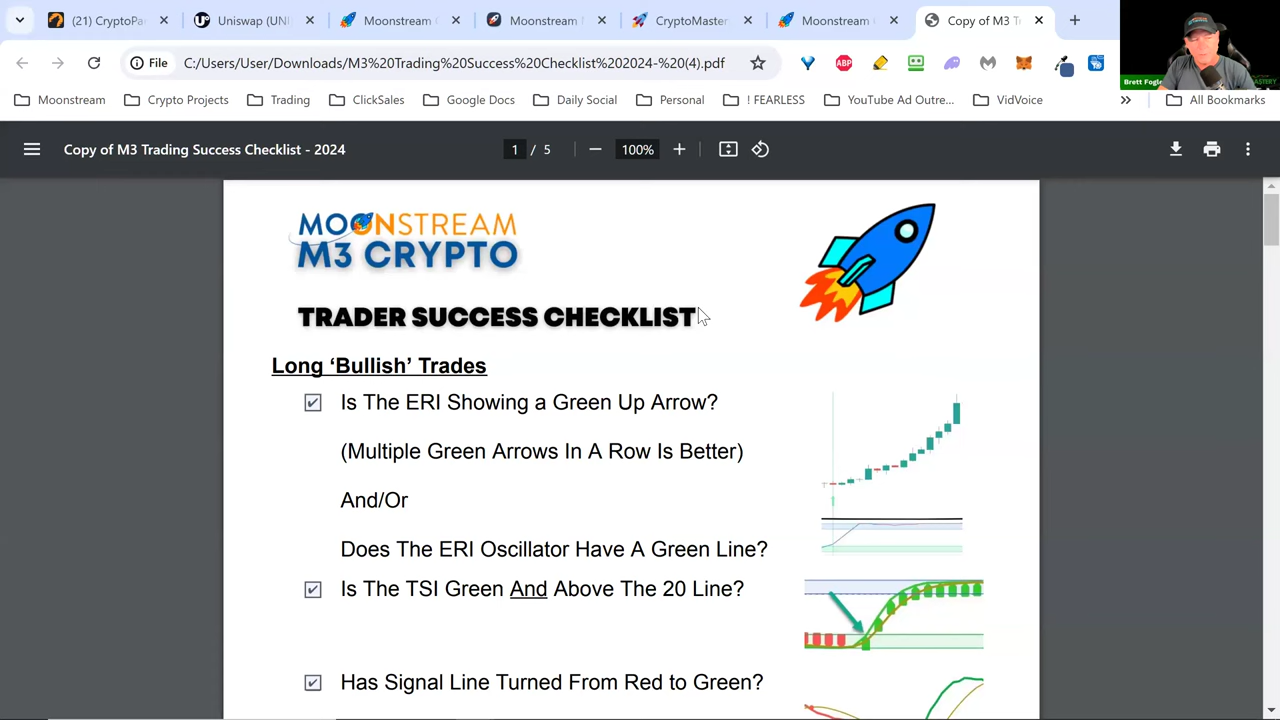 (21) CryptoPa
Uniswap (UNI
Moonstream
Moonstream
CryptoMaster
Moonstream
Copy of M3 T
File
C:/Users/User/Downloads/M3%20Trading%20Success%20Checklist%202024-%20(4).pdf
ABP
Moonstream
Crypto Projects
Trading
ClickSales
Google Docs
Daily Social
Personal
! FEARLESS
YouTube Ad Outre...
VidVoice
»
All Bookmarks
Brett Fogle
Copy of M3 Trading Success Checklist - 2024
1 / 5
100%
MOONSTREAM
M3 CRYPTO
TRADER SUCCESS CHECKLIST
Long ‘Bullish’ Trades
Is The ERI Showing a Green Up Arrow?
(Multiple Green Arrows In A Row Is Better)
And/Or
Does The ERI Oscillator Have A Green Line?
Is The TSI Green And Above The 20 Line?
Has Signal Line Turned From Red to Green?